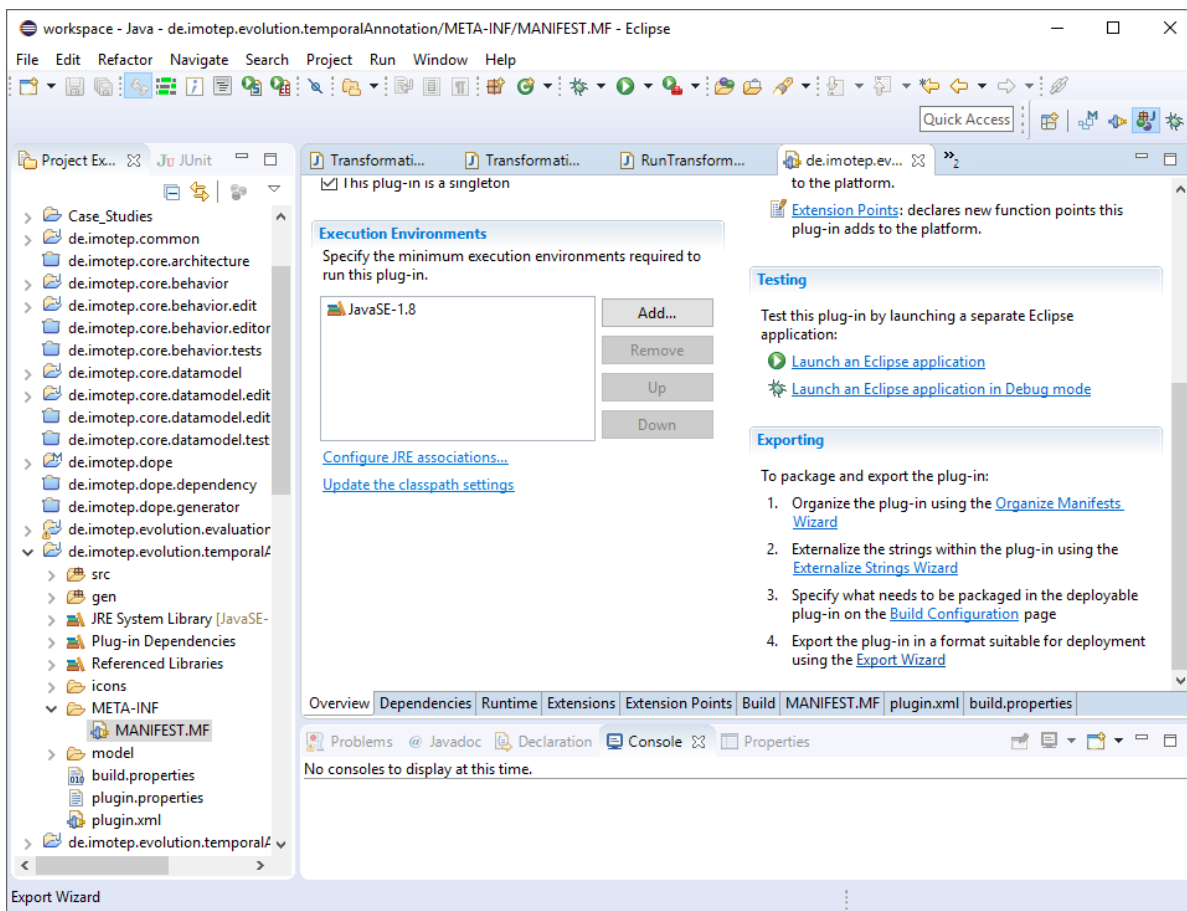 workspace - Java - de.imotep.evolution.temporalAnnotation/META-INF/MANIFEST.MF - Eclipse
File Edit Refactor Navigate Search Project Run Window Help
Quick Access
Project Ex... JUnit
Case_Studies
de.imotep.common
de.imotep.core.architecture
de.imotep.core.behavior
de.imotep.core.behavior.edit
de.imotep.core.behavior.editor
de.imotep.core.behavior.tests
de.imotep.core.datamodel
de.imotep.core.datamodel.edit
de.imotep.core.datamodel.edit
de.imotep.core.datamodel.test
de.imotep.dope
de.imotep.dope.dependency
de.imotep.dope.generator
de.imotep.evolution.evaluation
de.imotep.evolution.temporalA
src
gen
JRE System Library [JavaSE-
Plug-in Dependencies
Referenced Libraries
icons
META-INF
MANIFEST.MF
model
build.properties
plugin.properties
plugin.xml
de.imotep.evolution.temporalA
Transformati... Transformati... RunTransform... de.imotep.ev... »2
This plug-in is a singleton
Execution Environments
Specify the minimum execution environments required to
run this plug-in.
JavaSE-1.8
Add...
Remove
Up
Down
Configure JRE associations...
Update the classpath settings
to the platform.
Extension Points: declares new function points this
plug-in adds to the platform.
Testing
Test this plug-in by launching a separate Eclipse
application:
Launch an Eclipse application
Launch an Eclipse application in Debug mode
Exporting
To package and export the plug-in:
1. Organize the plug-in using the Organize Manifests
Wizard
2. Externalize the strings within the plug-in using the
Externalize Strings Wizard
3. Specify what needs to be packaged in the deployable
plug-in on the Build Configuration page
4. Export the plug-in in a format suitable for deployment
using the Export Wizard
Overview Dependencies Runtime Extensions Extension Points Build MANIFEST.MF plugin.xml build.properties
Problems @ Javadoc Declaration Console Properties
No consoles to display at this time.
Export Wizard